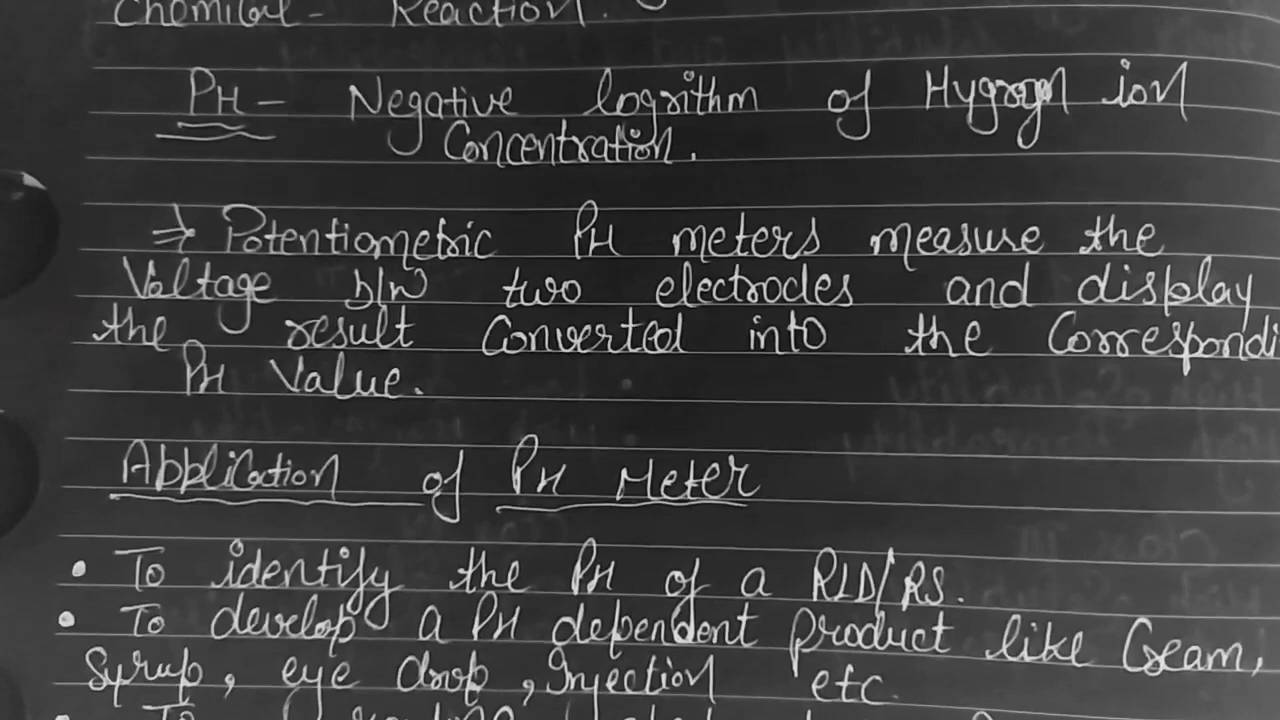 Chemical - Reaction.
PH - Negative logrithm of Hygrogn ion
Concentration.
⇒ Potentiometric PH meters measure the
Voltage b/w two electrodes and display
the result Converted into the Correspondi
PH Value.
Application of PH Meter
• To identify the PH of a RLD/RS.
• To develop a PH dependent product like Cream,
Syrup, eye drop, Injection etc.
• To